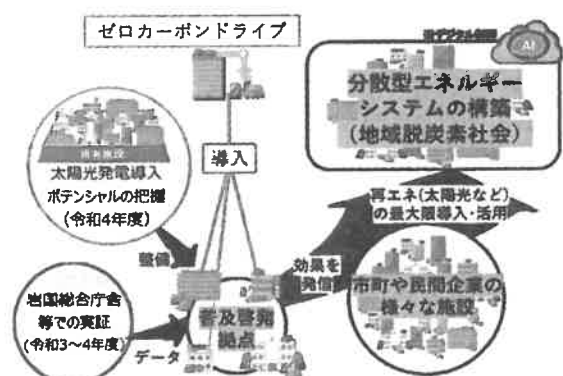 ゼロカーボンドライブ
AI
分散型エネルギー
システムの構築
(地域脱炭素社会)
導入
太陽光発電導入
ポテンシャルの把握
(令和4年度)
再エネ(太陽光など)
の最大限導入・活用
整備
効果を
発信
市町や民間企業の
様々な施設
岩国総合庁舎
等での実証
(令和3~4年度)
普及啓発
拠点
データ